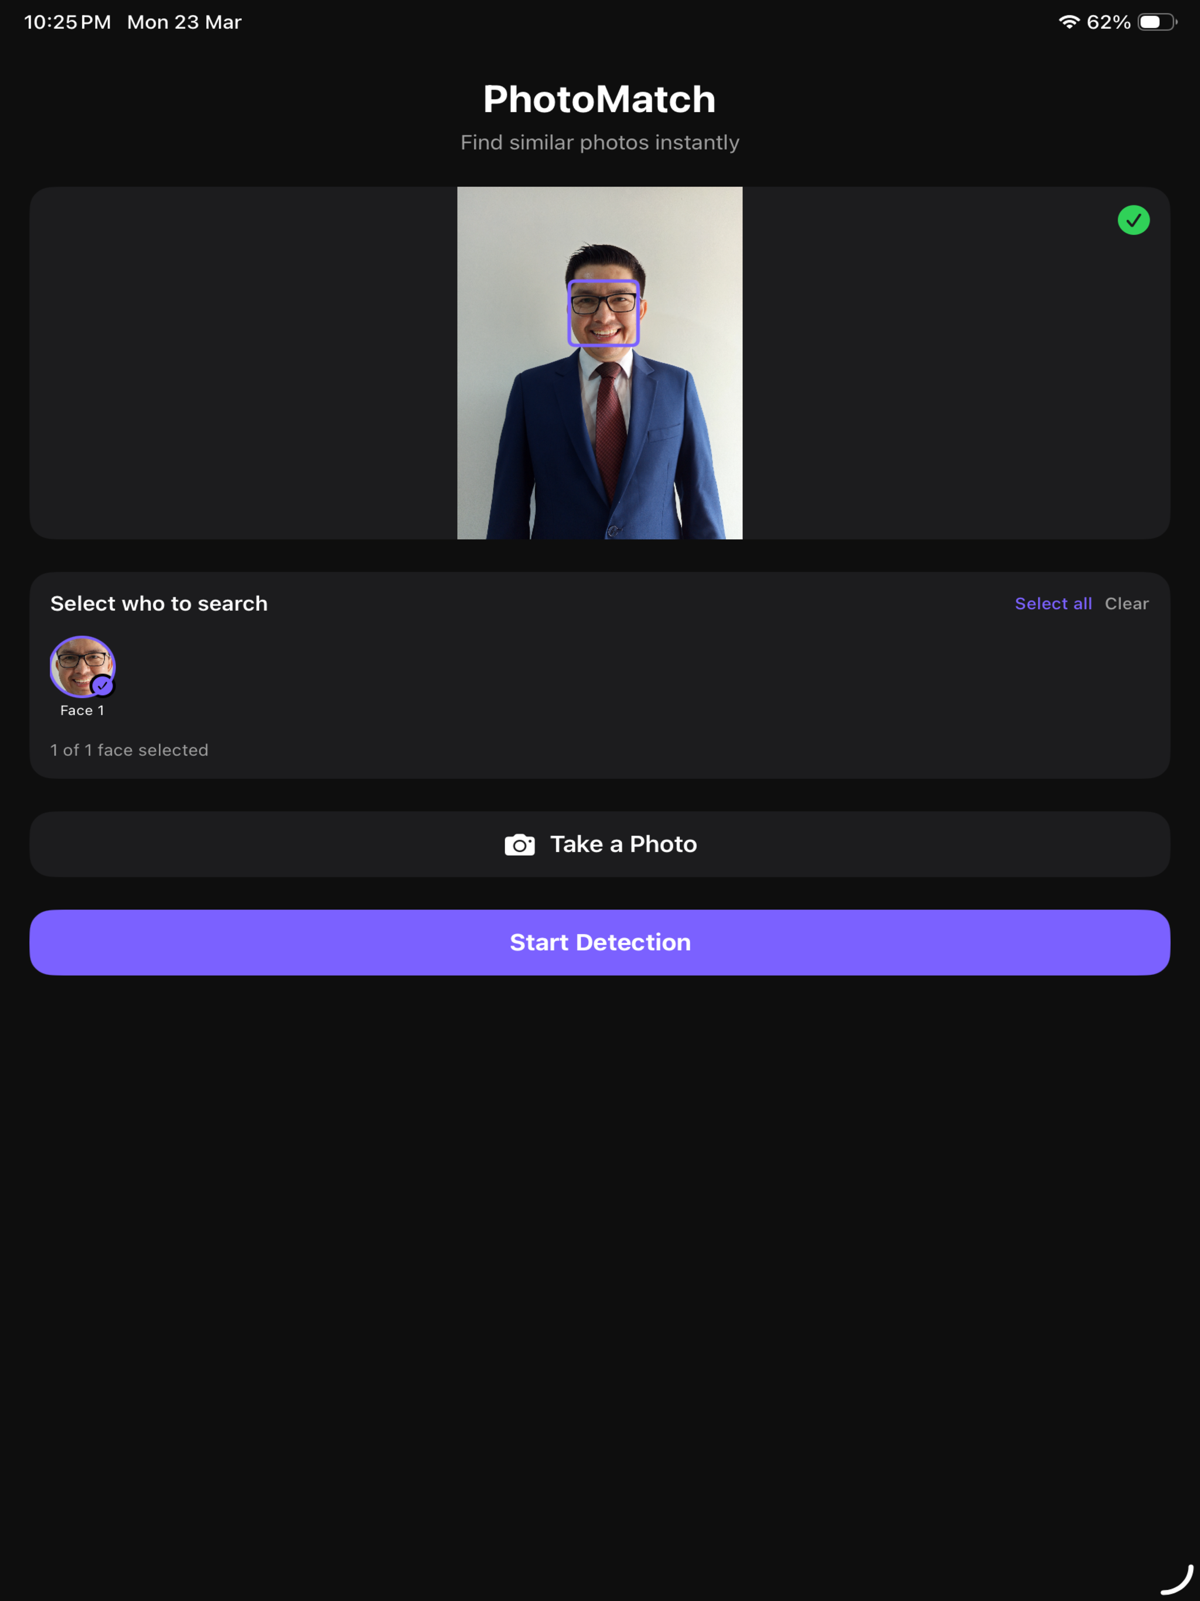 10:25 PM Mon 23 Mar 62%
PhotoMatch
Find similar photos instantly
Select who to search Select all Clear
Face 1
1 of 1 face selected
Take a Photo
Start Detection